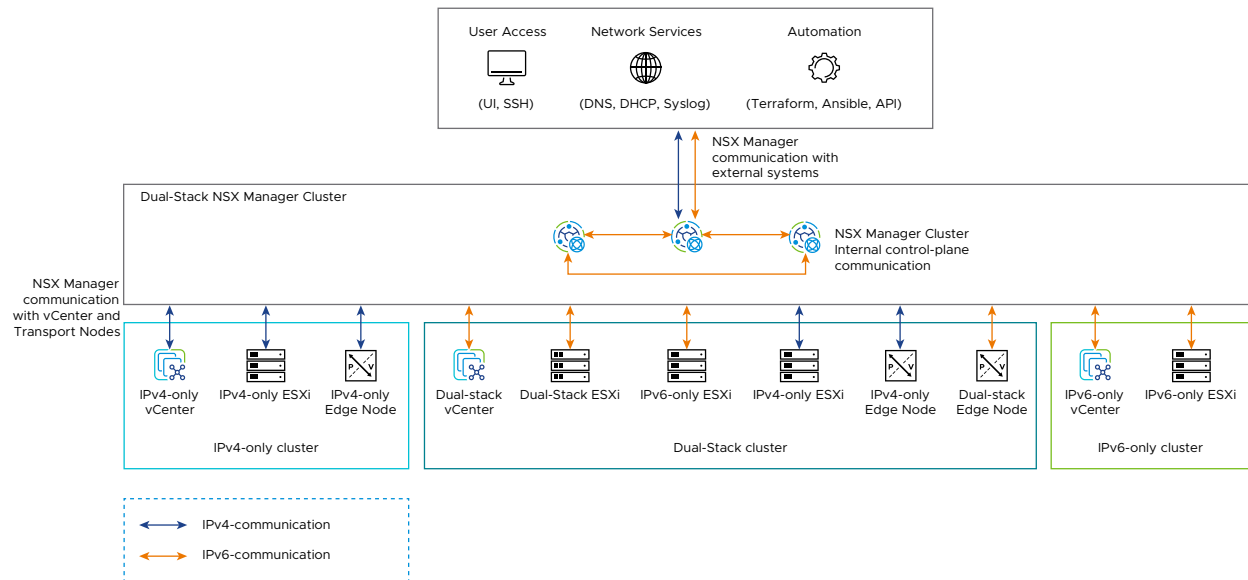 User Access
Network Services
Automation
(UI, SSH)
(DNS, DHCP, Syslog)
(Terraform, Ansible, API)
NSX Manager
communication with
external systems
Dual-Stack NSX Manager Cluster
NSX Manager Cluster
Internal control-plane
communication
NSX Manager
communication
with vCenter and
Transport Nodes
P
V
IPv4-only
vCenter
IPv4-only ESXi
IPv4-only
Edge Node
IPv4-only cluster
P
V
P
V
Dual-stack
vCenter
Dual-Stack ESXi
IPv6-only ESXi
IPv4-only ESXi
IPv4-only
Edge Node
Dual-stack
Edge Node
Dual-Stack cluster
IPv6-only
vCenter
IPv6-only ESXi
IPv6-only cluster
IPv4-communication
IPv6-communication